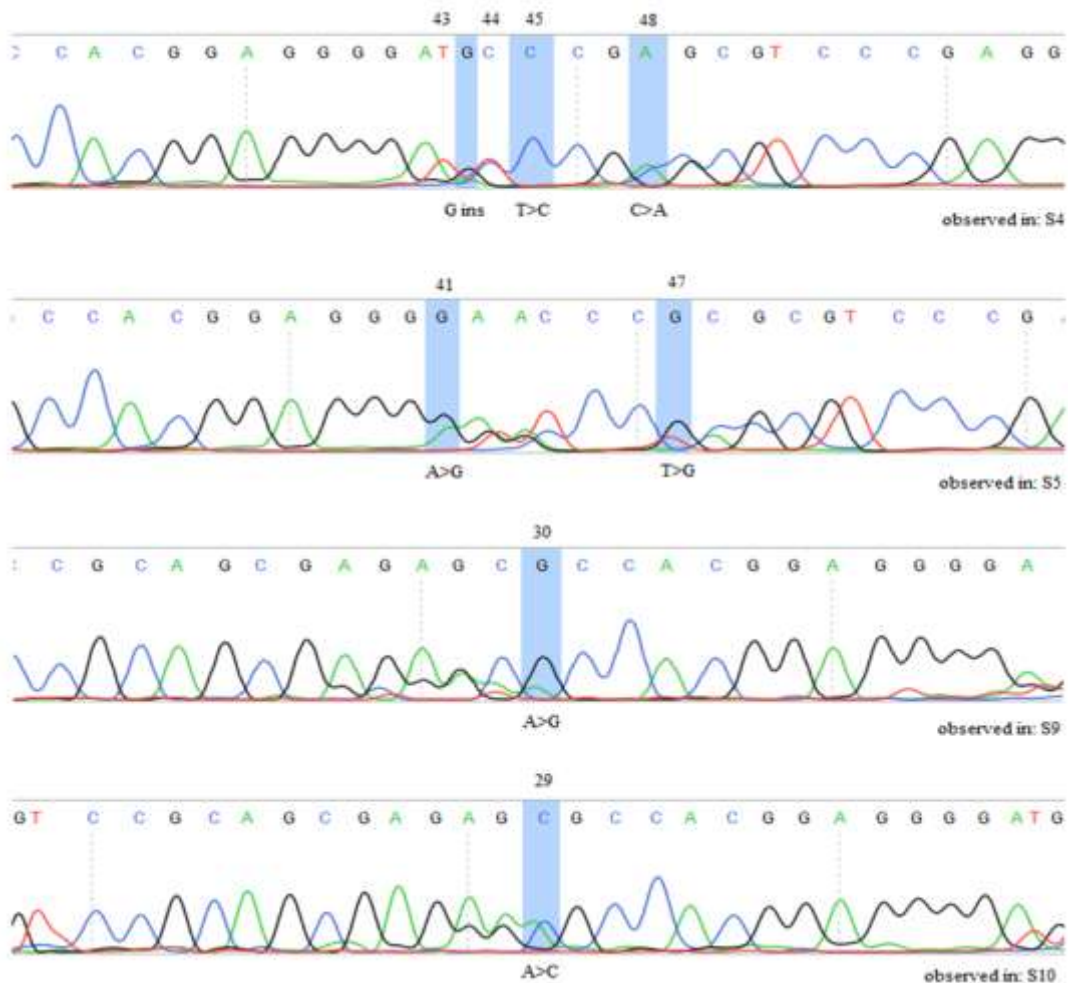 43 44 45 48
C C A C G G A G G G G A T G C C C G A G C G T C C C G A G G
G ins T>C C>A
observed in: S4
41 47
C C A C G G A G G G G A A C C C G C G C G T C C C G
A>G T>G
observed in: S5
30
C G C A G C G A G A G C G C C A C G G A G G G G A
A>G
observed in: S9
29
G T C C G C A G C G A G A G C G C C A C G G A G G G G A T G
A>C
observed in: S10